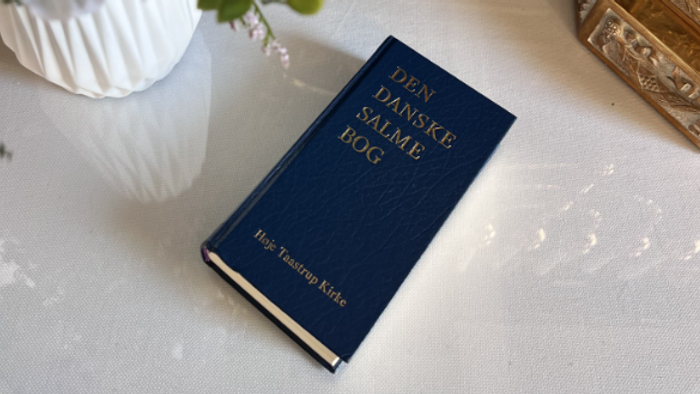 DEN
DANSKE
SALME
BOG
Høje Taastrup Kirke